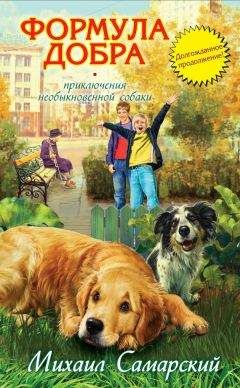 ФОРМУЛА
ДОБРА
Долгожданное
продолжение!
приключения
необыкновенной собаки
Михаил Самарский